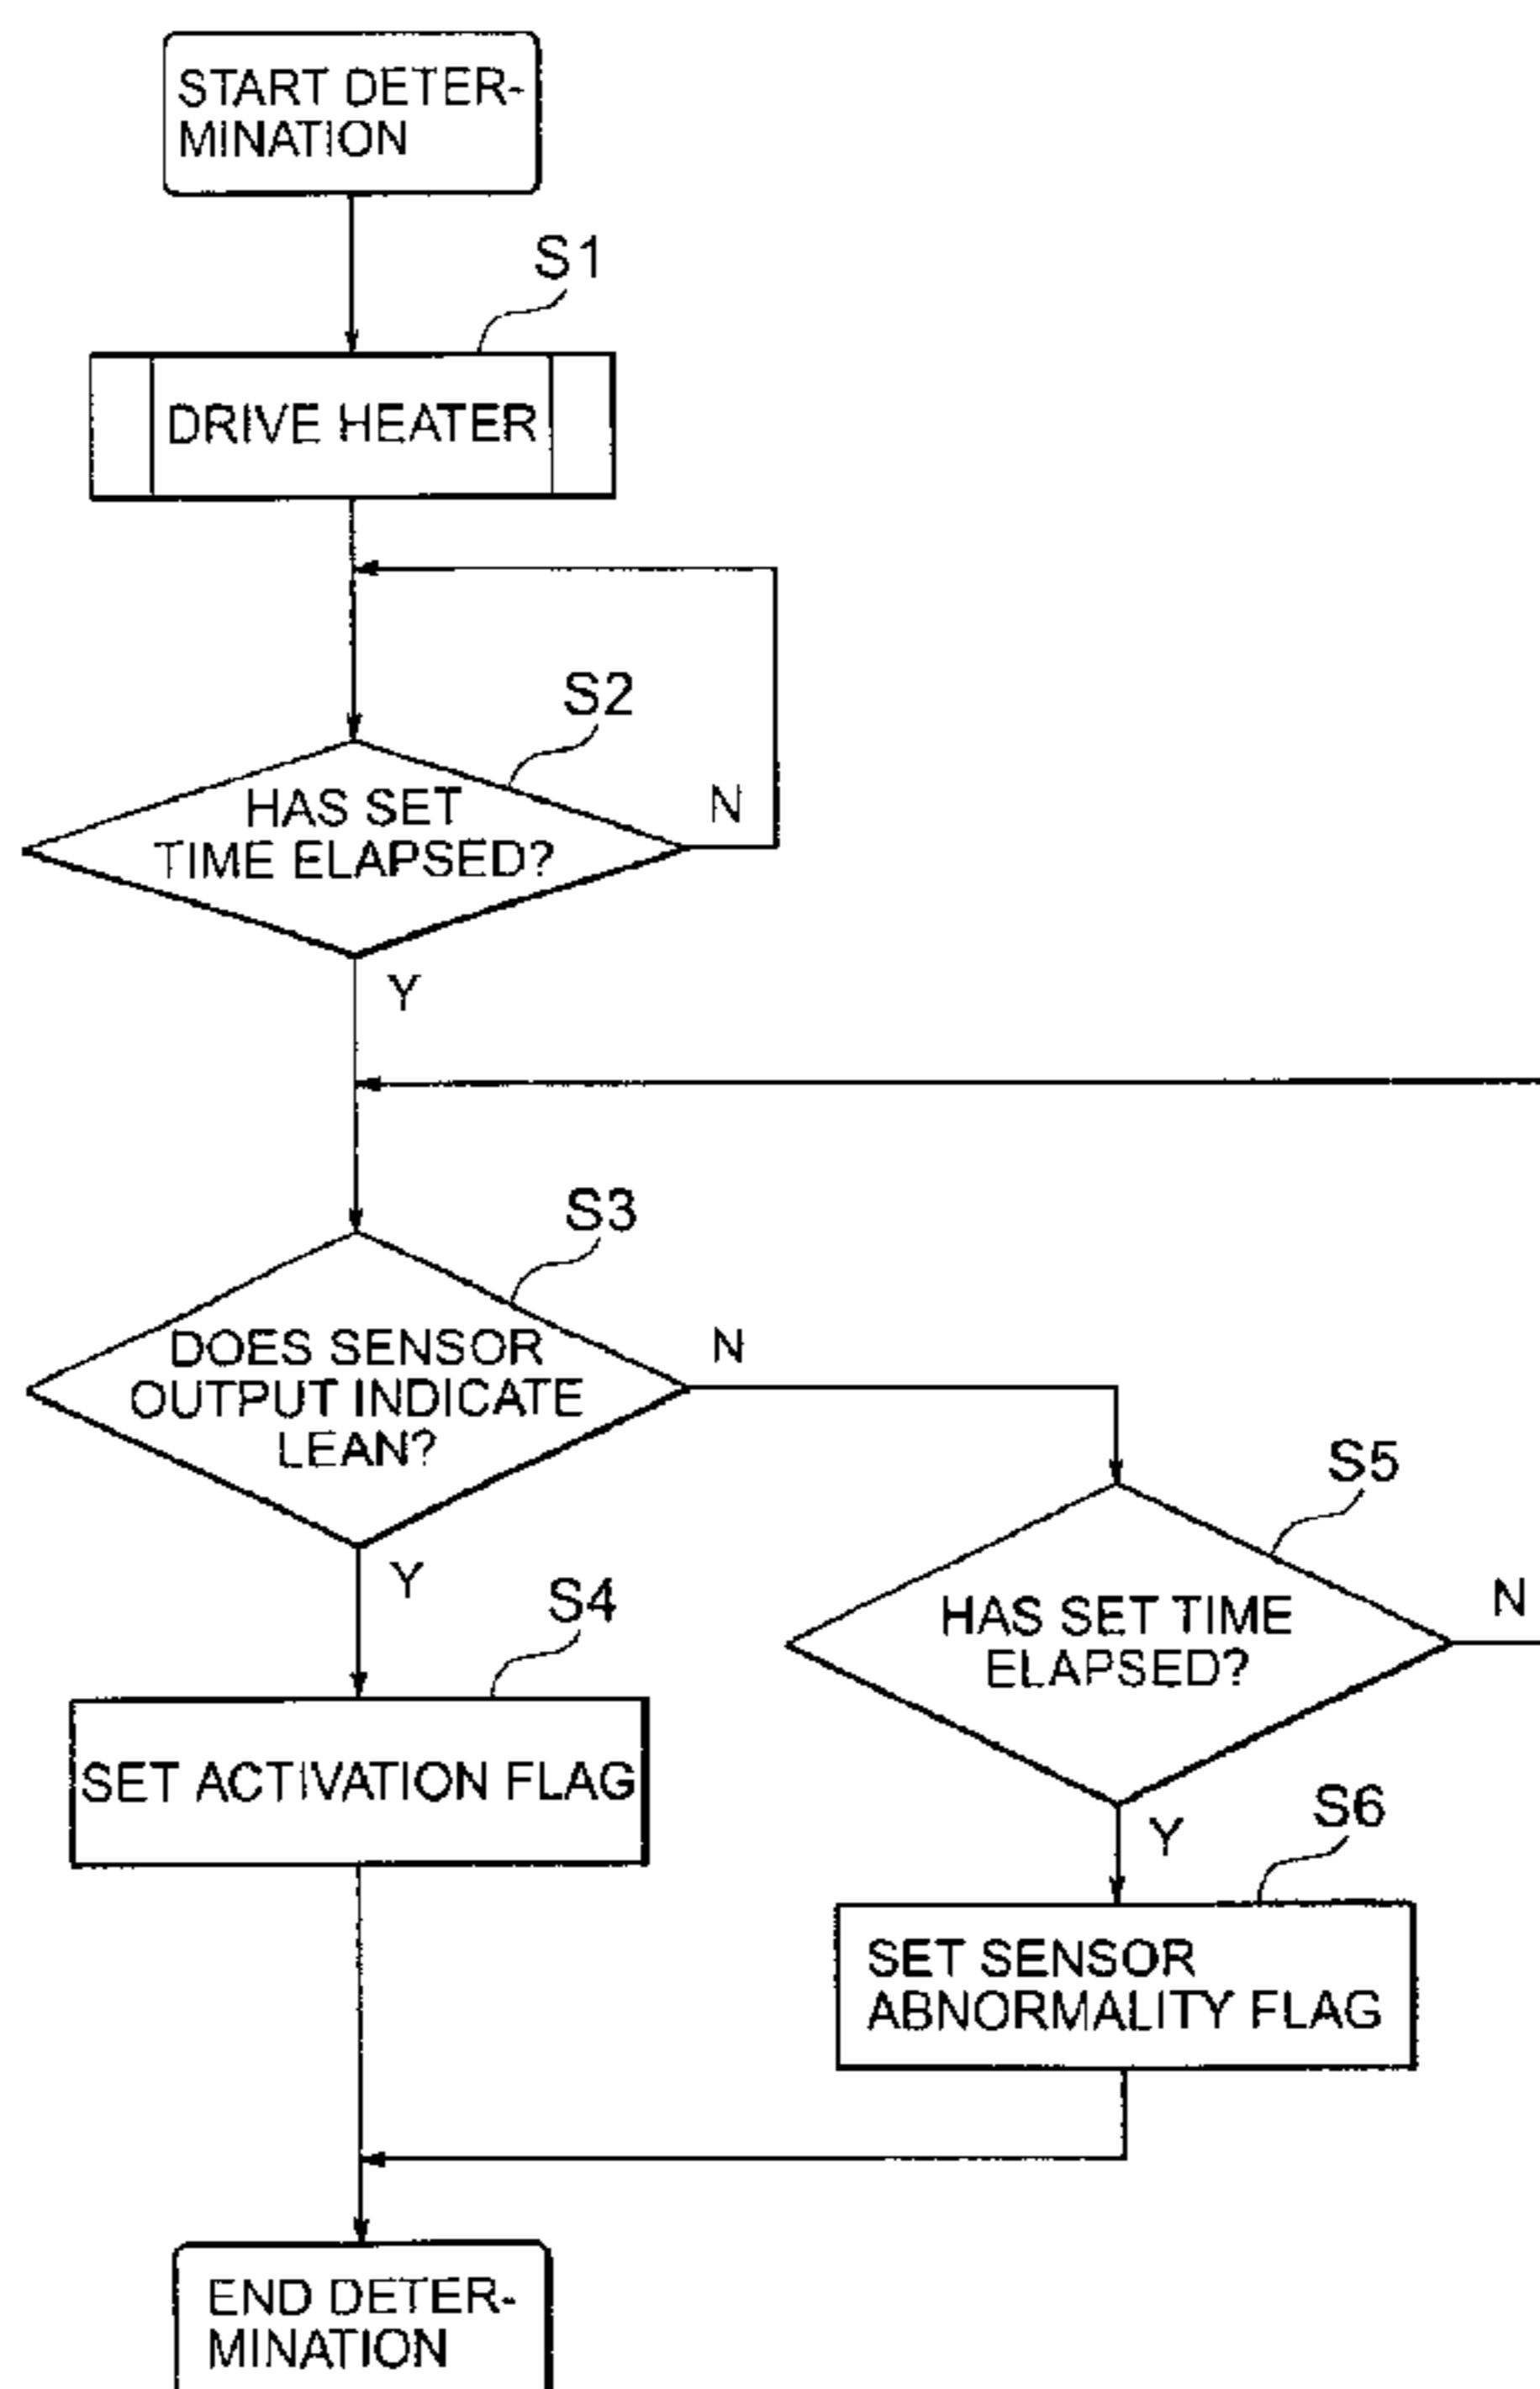 START DETER-
MINATION
S1
DRIVE HEATER
S2
HAS SET
TIME ELAPSED?
N
Y
S3
DOES SENSOR
OUTPUT INDICATE
LEAN?
N
Y
S5
HAS SET TIME
ELAPSED?
N
Y
S4
SET ACTIVATION FLAG
S6
SET SENSOR
ABNORMALITY FLAG
END DETER-
MINATION